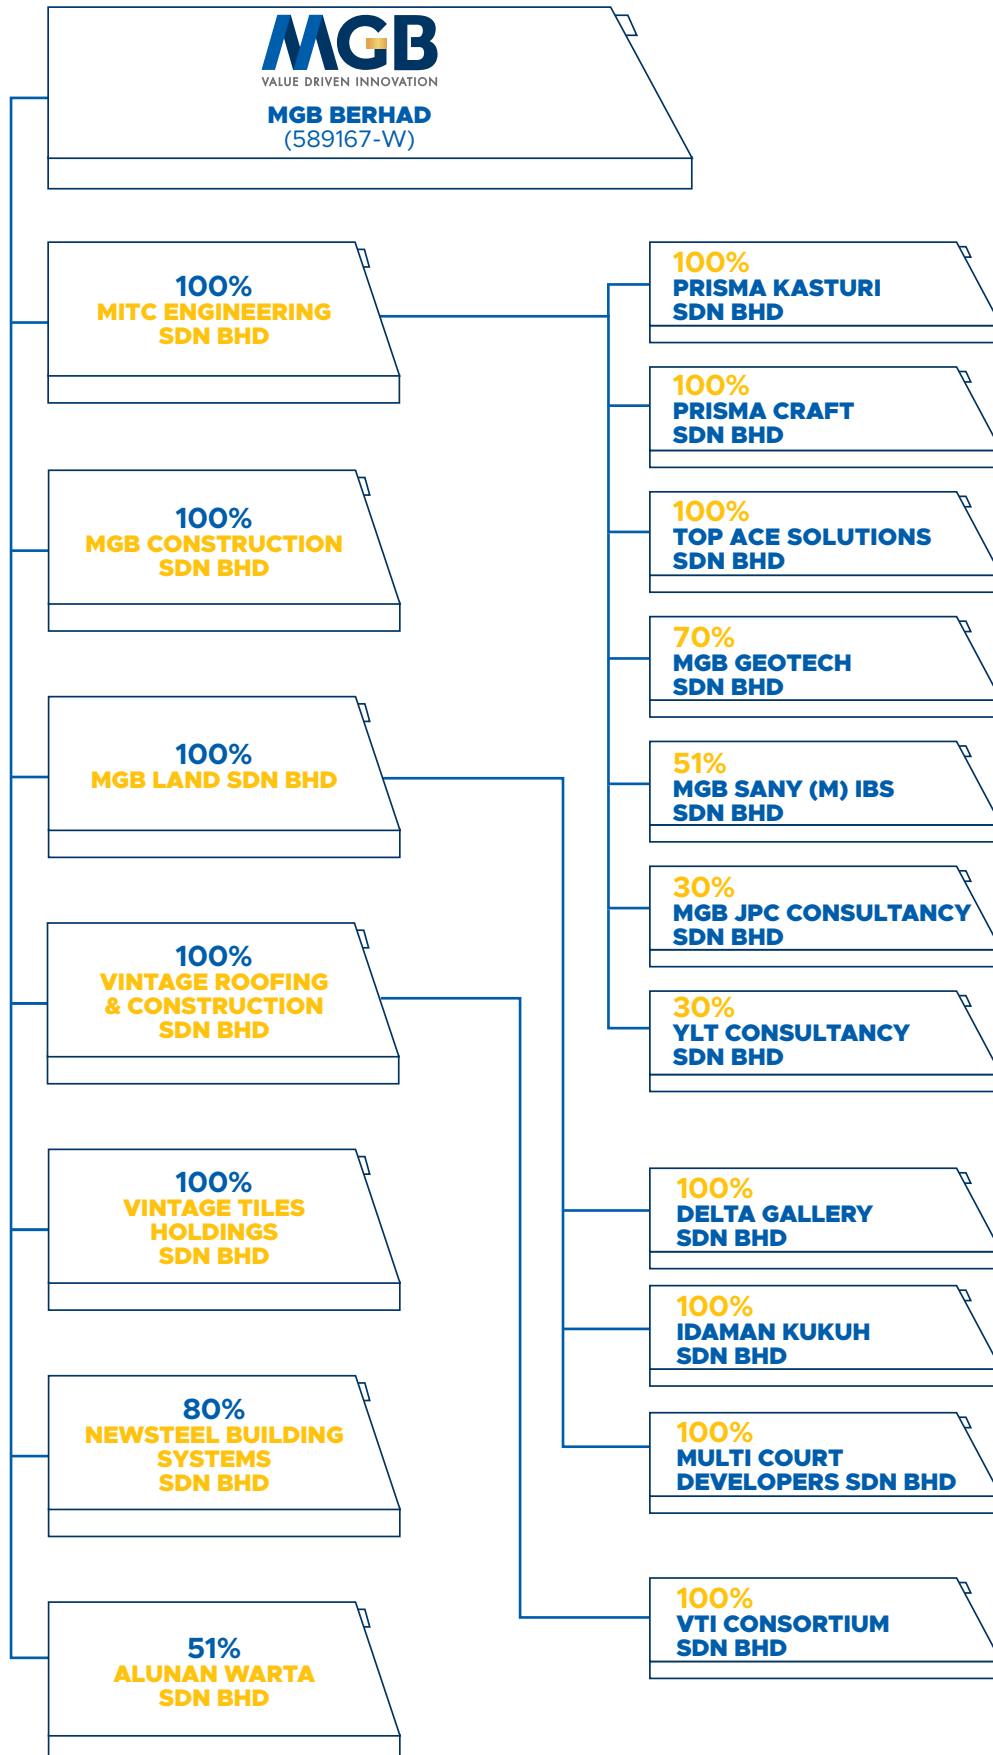 MGB
VALUE DRIVEN INNOVATION
MGB BERHAD
(589167-W)
100%
MITC ENGINEERING
SDN BHD
100%
MGB CONSTRUCTION
SDN BHD
100%
MGB LAND SDN BHD
100%
VINTAGE ROOFING
& CONSTRUCTION
SDN BHD
100%
VINTAGE TILES
HOLDINGS
SDN BHD
80%
NEWSTEEL BUILDING
SYSTEMS
SDN BHD
51%
ALUNAN WARTA
SDN BHD
100%
PRISMA KASTURI
SDN BHD
100%
PRISMA CRAFT
SDN BHD
100%
TOP ACE SOLUTIONS
SDN BHD
70%
MGB GEOTECH
SDN BHD
51%
MGB SANY (M) IBS
SDN BHD
30%
MGB JPC CONSULTANCY
SDN BHD
30%
YLT CONSULTANCY
SDN BHD
100%
DELTA GALLERY
SDN BHD
100%
IDAMAN KUKUH
SDN BHD
100%
MULTI COURT
DEVELOPERS SDN BHD
100%
VTI CONSORTIUM
SDN BHD